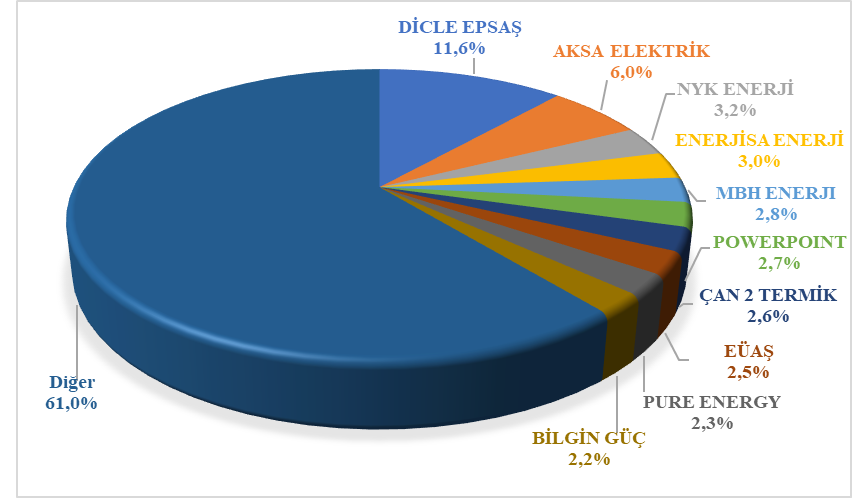 DİCLE EPSAŞ
11,6%
AKSA ELEKTRİK
6,0%
NYK ENERJİ
3,2%
ENERJİSA ENERJİ
3,0%
MBH ENERJI
2,8%
POWERPOINT
2,7%
ÇAN 2 TERMİK
2,6%
EÜAŞ
2,5%
PURE ENERGY
2,3%
BİLGİN GÜÇ
2,2%
Diğer
61,0%